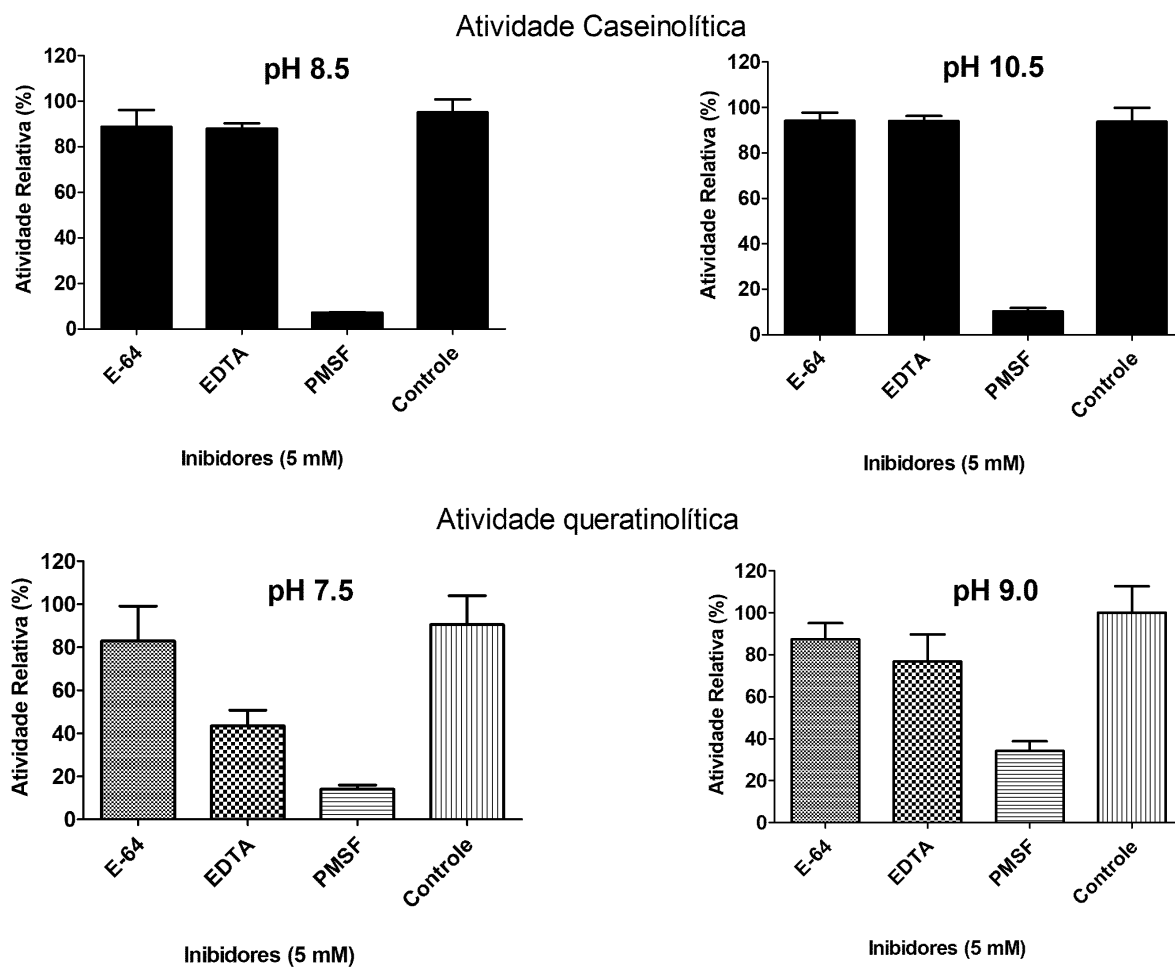 Atividade Caseinolítica
pH 8.5
Atividade Relativa (%)
120
100
80
60
40
20
0
E-64
EDTA
PMSF
Controle
Inibidores (5 mM)
pH 10.5
Atividade Relativa (%)
120
100
80
60
40
20
0
E-64
EDTA
PMSF
Controle
Inibidores (5 mM)
Atividade queratinolítica
pH 7.5
Atividade Relativa (%)
120
100
80
60
40
20
0
E-64
EDTA
PMSF
Controle
Inibidores (5 mM)
pH 9.0
Atividade Relativa (%)
120
100
80
60
40
20
0
E-64
EDTA
PMSF
Controle
Inibidores (5 mM)